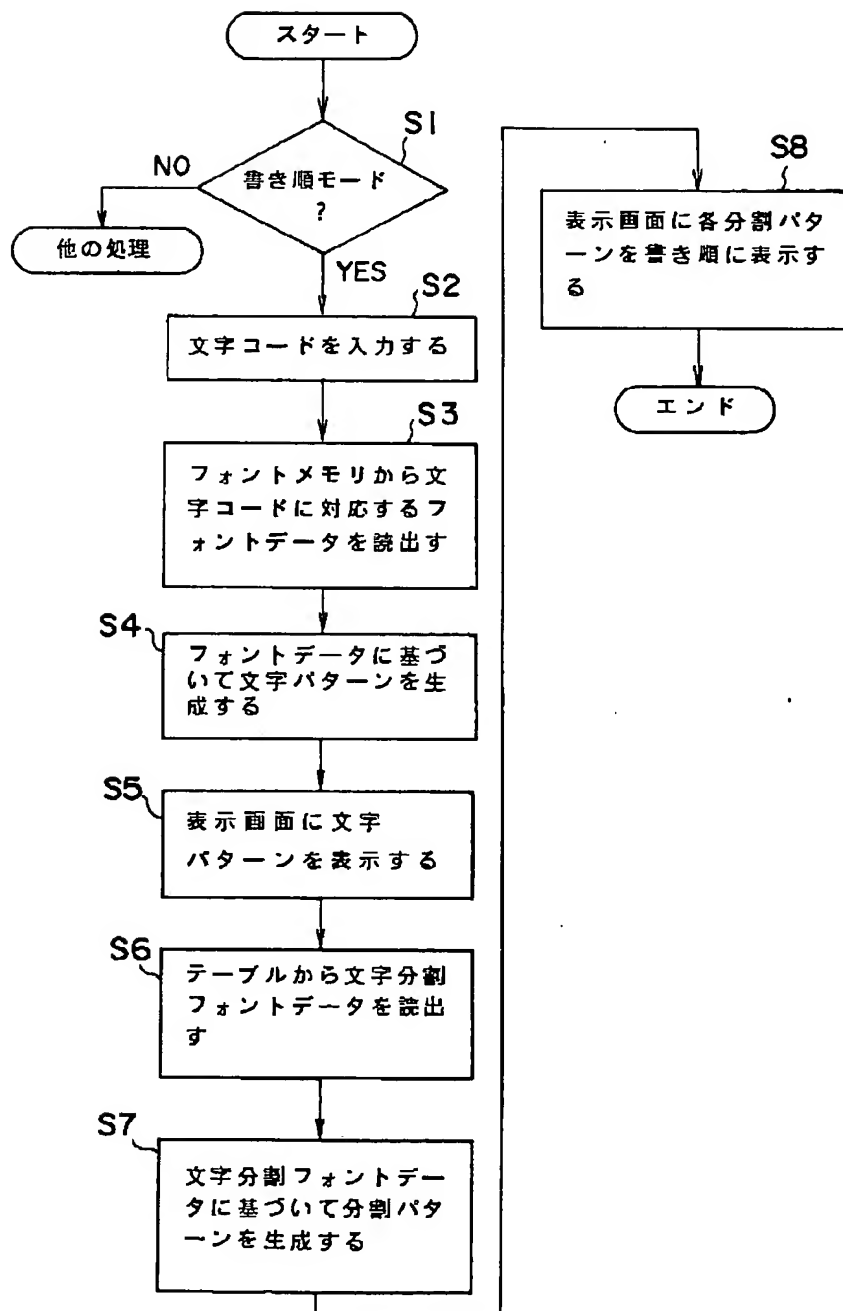 スタート
S1
NO
書き順モード
?
他の処理
YES
S2
文字コードを入力する
S3
フォントメモリから文
字コードに対応するフ
ォントデータを読出す
S4
フォントデータに基づ
いて文字パターンを生
成する
S5
表示画面に文字
パターンを表示する
S6
テーブルから文字分割
フォントデータを読出
す
S7
文字分割フォントデー
タに基づいて分割パタ
ーンを生成する
S8
表示画面に各分割パタ
ーンを書き順に表示す
る
エンド